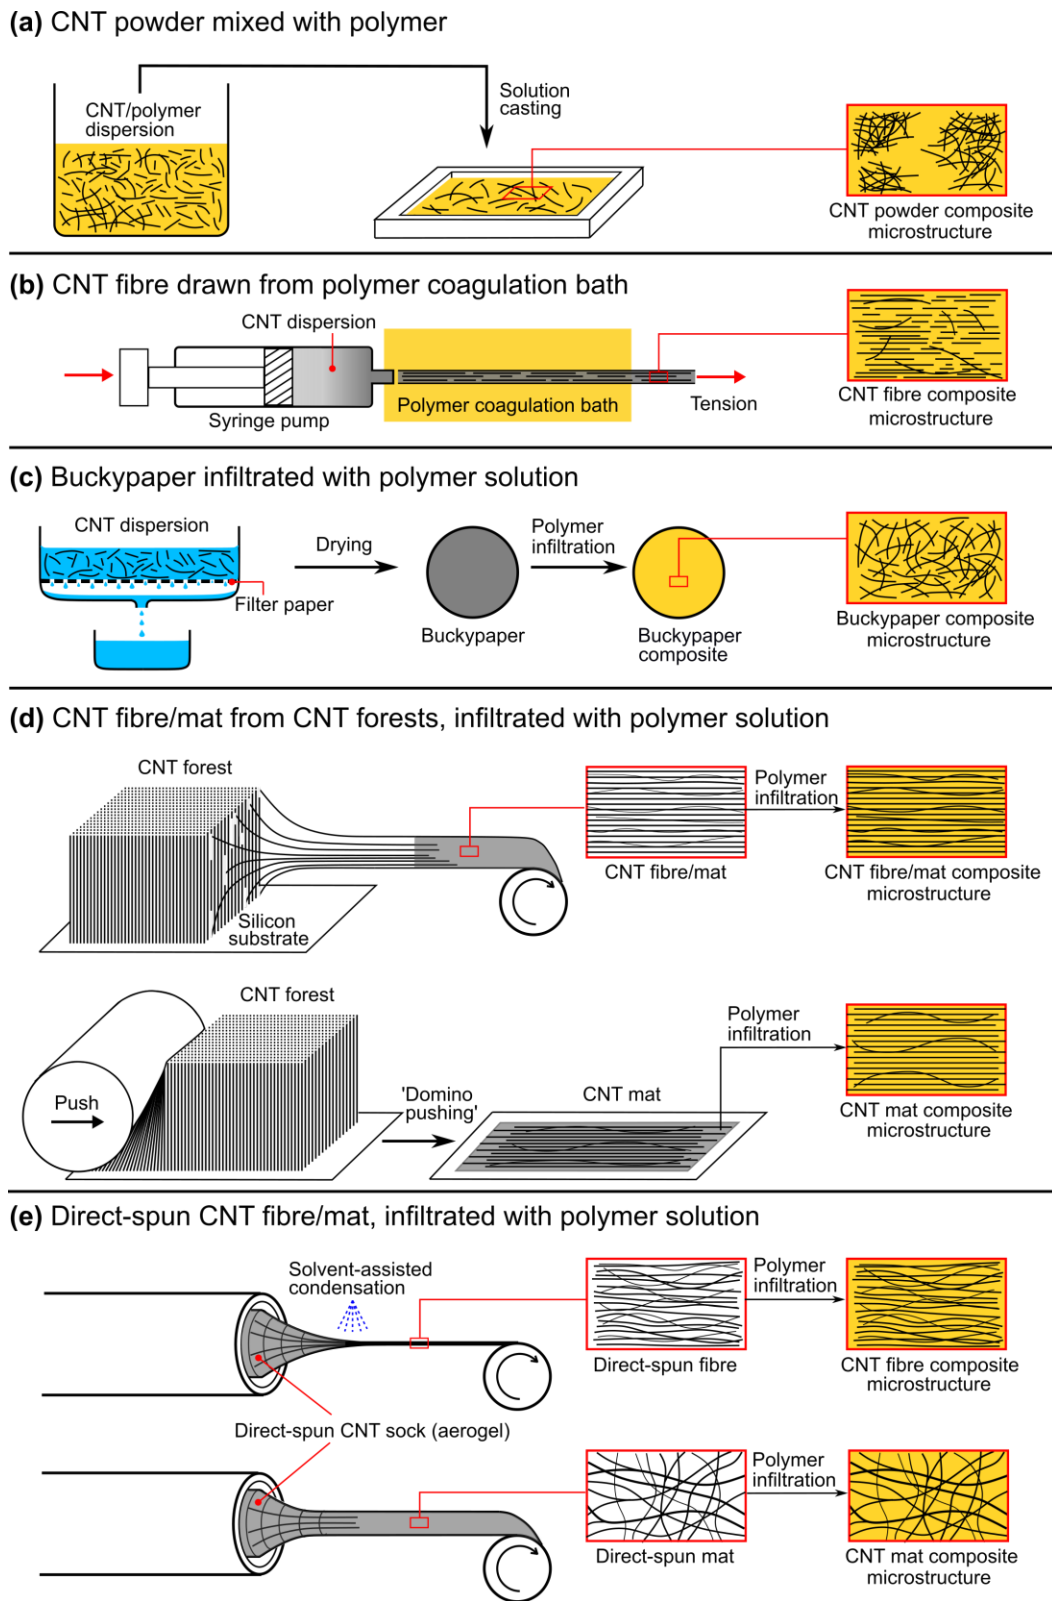 (a) CNT powder mixed with polymer
CNT/polymer
dispersion
Solution
casting
CNT powder composite
microstructure
(b) CNT fibre drawn from polymer coagulation bath
CNT dispersion
Syringe pump
Polymer coagulation bath
Tension
CNT fibre composite
microstructure
(c) Buckypaper infiltrated with polymer solution
CNT dispersion
Filter paper
Drying
Buckypaper
Polymer
infiltration
Buckypaper
composite
Buckypaper composite
microstructure
(d) CNT fibre/mat from CNT forests, infiltrated with polymer solution
CNT forest
Silicon
substrate
CNT fibre/mat
Polymer
infiltration
CNT fibre/mat composite
microstructure
CNT forest
Push
'Domino
pushing'
CNT mat
Polymer
infiltration
CNT mat composite
microstructure
(e) Direct-spun CNT fibre/mat, infiltrated with polymer solution
Solvent-assisted
condensation
Direct-spun fibre
Polymer
infiltration
CNT fibre composite
microstructure
Direct-spun CNT sock (aerogel)
Direct-spun mat
Polymer
infiltration
CNT mat composite
microstructure